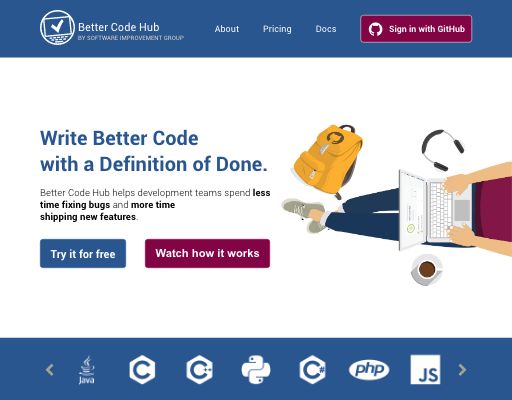 Better Code Hub
BY SOFTWARE IMPROVEMENT GROUP
About
Pricing
Docs
Sign in with GitHub
Write Better Code
with a Definition of Done.
Better Code Hub helps development teams spend less
time fixing bugs and more time
shipping new features.
Try it for free
Watch how it works
Java
C
C++
C#
php
JS